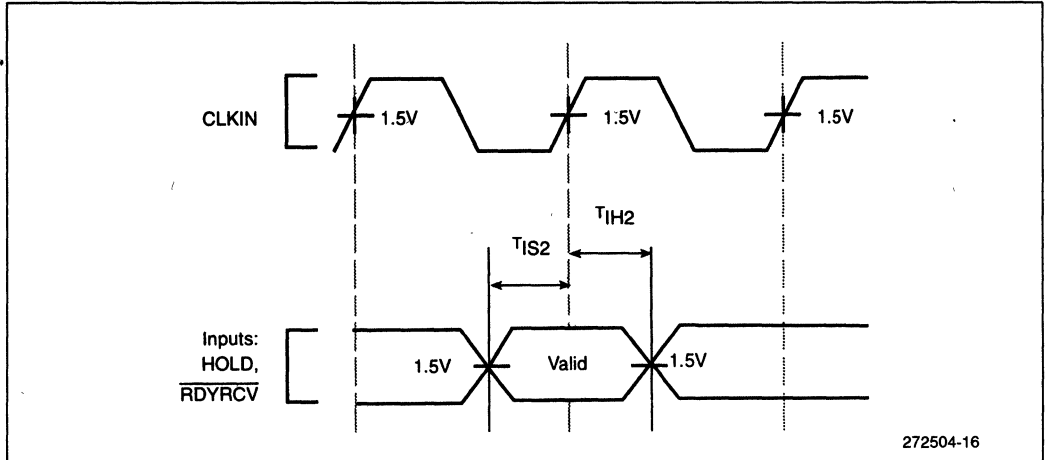 CLKIN
1.5V
1.5V
1.5V
TIH2
TIS2
Inputs:
HOLD,
RDYRCV
1.5V
Valid
1.5V
272504-16